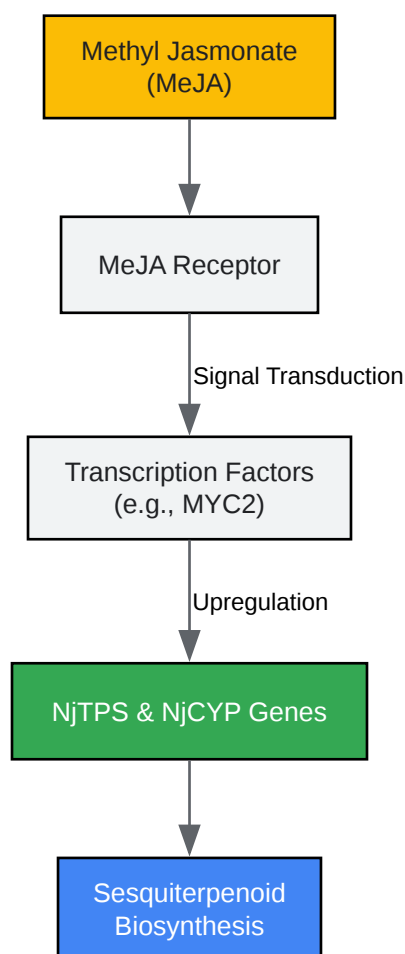 Methyl Jasmonate
(MeJA)
MeJA Receptor
Signal Transduction
Transcription Factors
(e.g., MYC2)
Upregulation
NjTPS & NjCYP Genes
Sesquiterpenoid
Biosynthesis